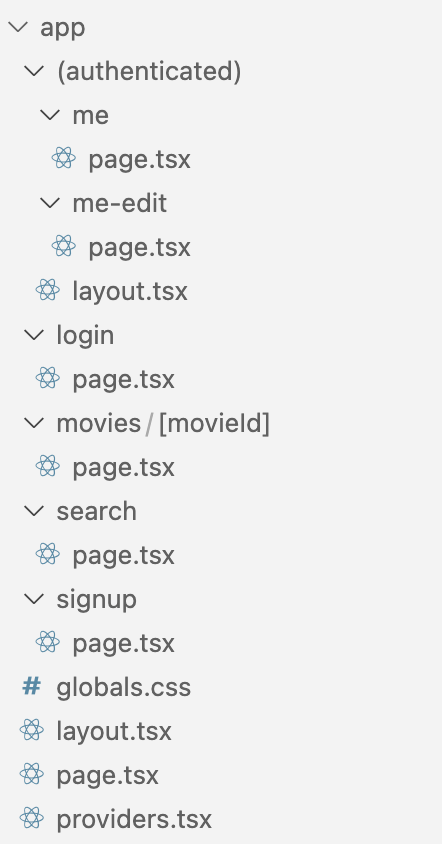 app
(authenticated)
me
page.tsx
me-edit
page.tsx
layout.tsx
login
page.tsx
movies/[movieId]
page.tsx
search
page.tsx
signup
page.tsx
# globals.css
layout.tsx
page.tsx
providers.tsx